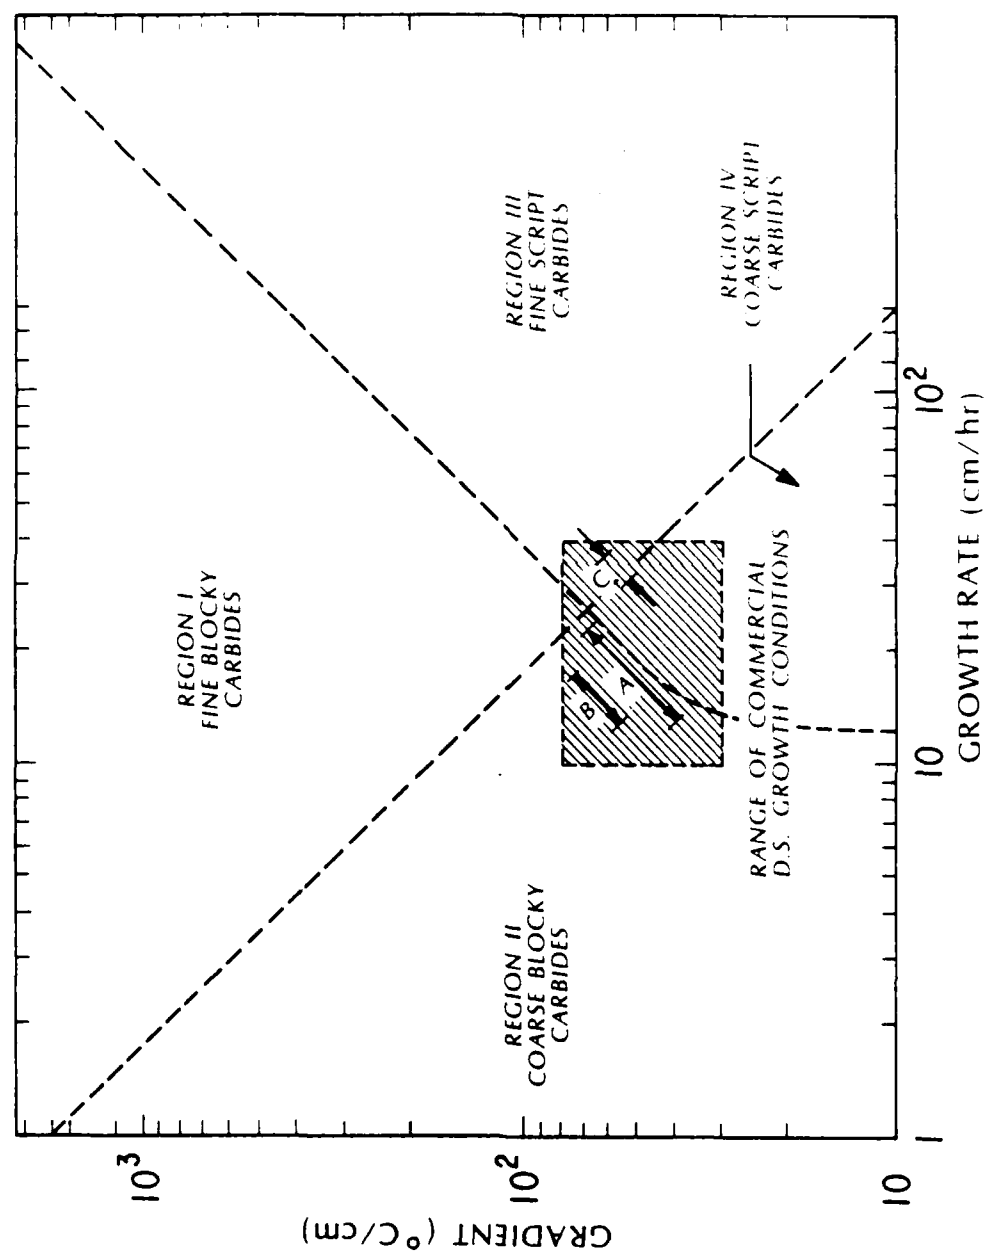 REGION I
FINE BLOCKY
CARBIDES
REGION II
COARSE BLOCKY
CARBIDES
REGION III
FINE SCRIPT
CARBIDES
REGION IV
COARSE SCRIPT
CARBIDES
B
A
C
RANGE OF COMMERCIAL
D.S. GROWTH CONDITIONS
GRADIENT (°C/cm)
10³
10²
10
1
10
10²
GROWTH RATE (cm/hr)